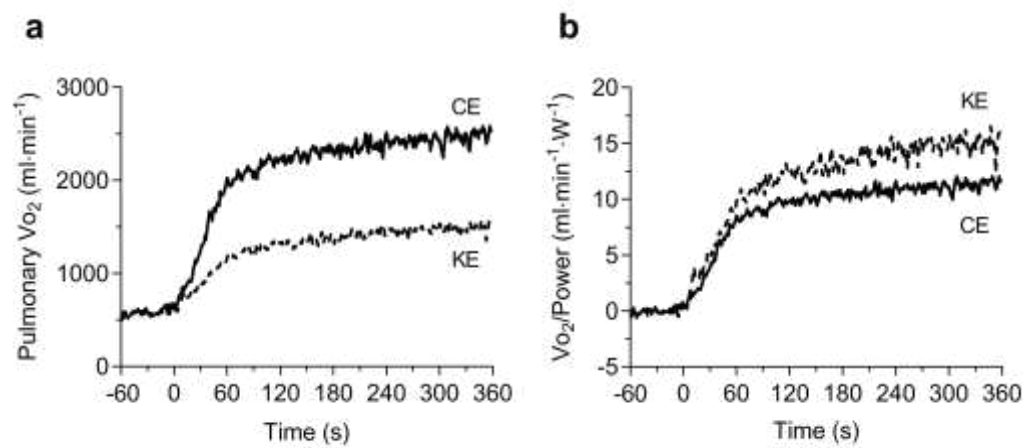 a
Pulmonary Vo₂ (ml·min⁻¹)
3000
2000
1000
0
CE
KE
-60 0 60 120 180 240 300 360
Time (s)
b
Vo₂/Power (ml·min⁻¹·W⁻¹)
20
15
10
5
0
-5
KE
CE
-60 0 60 120 180 240 300 360
Time (s)